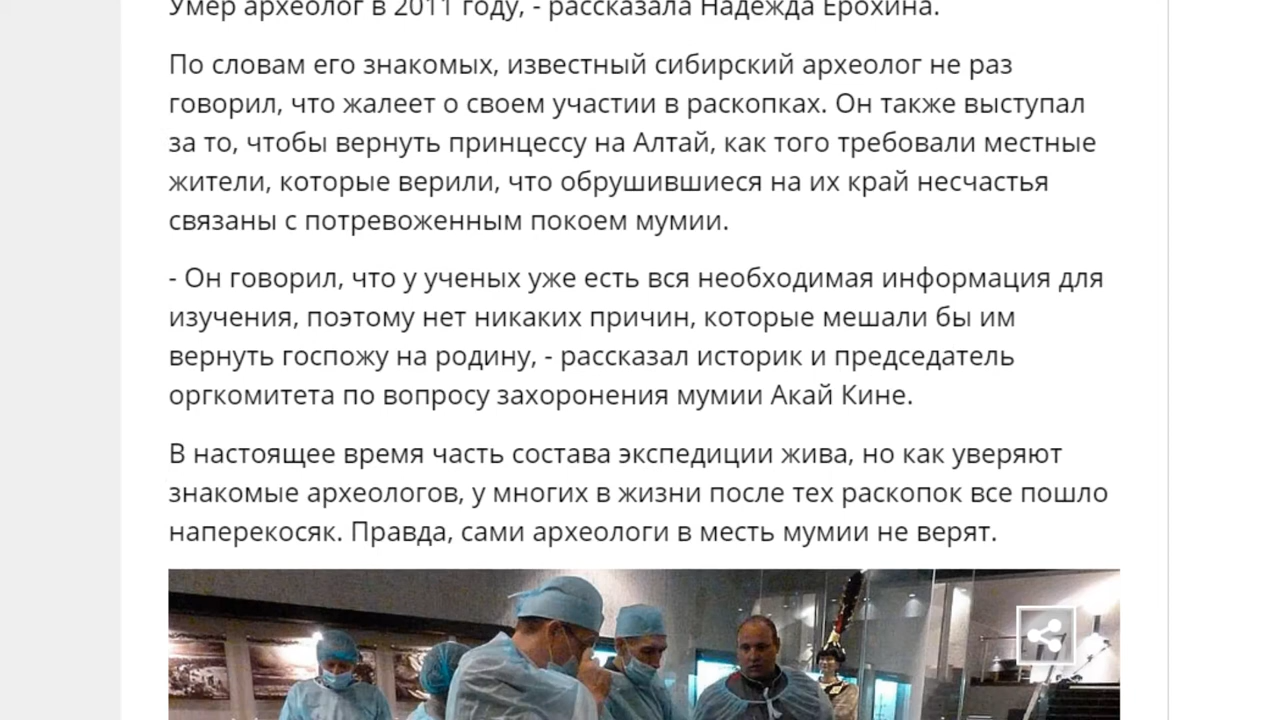 Умер археолог в 2011 году, - рассказала Надежда Ерохина.
По словам его знакомых, известный сибирский археолог не раз
говорил, что жалеет о своем участии в раскопках. Он также выступал
за то, чтобы вернуть принцессу на Алтай, как того требовали местные
жители, которые верили, что обрушившиеся на их край несчастья
связаны с потревоженным покоем мумии.
- Он говорил, что у ученых уже есть вся необходимая информация для
изучения, поэтому нет никаких причин, которые мешали бы им
вернуть госпожу на родину, - рассказал историк и председатель
оргкомитета по вопросу захоронения мумии Акай Кине.
В настоящее время часть состава экспедиции жива, но как уверяют
знакомые археологов, у многих в жизни после тех раскопок все пошло
наперекосяк. Правда, сами археологи в месть мумии не верят.